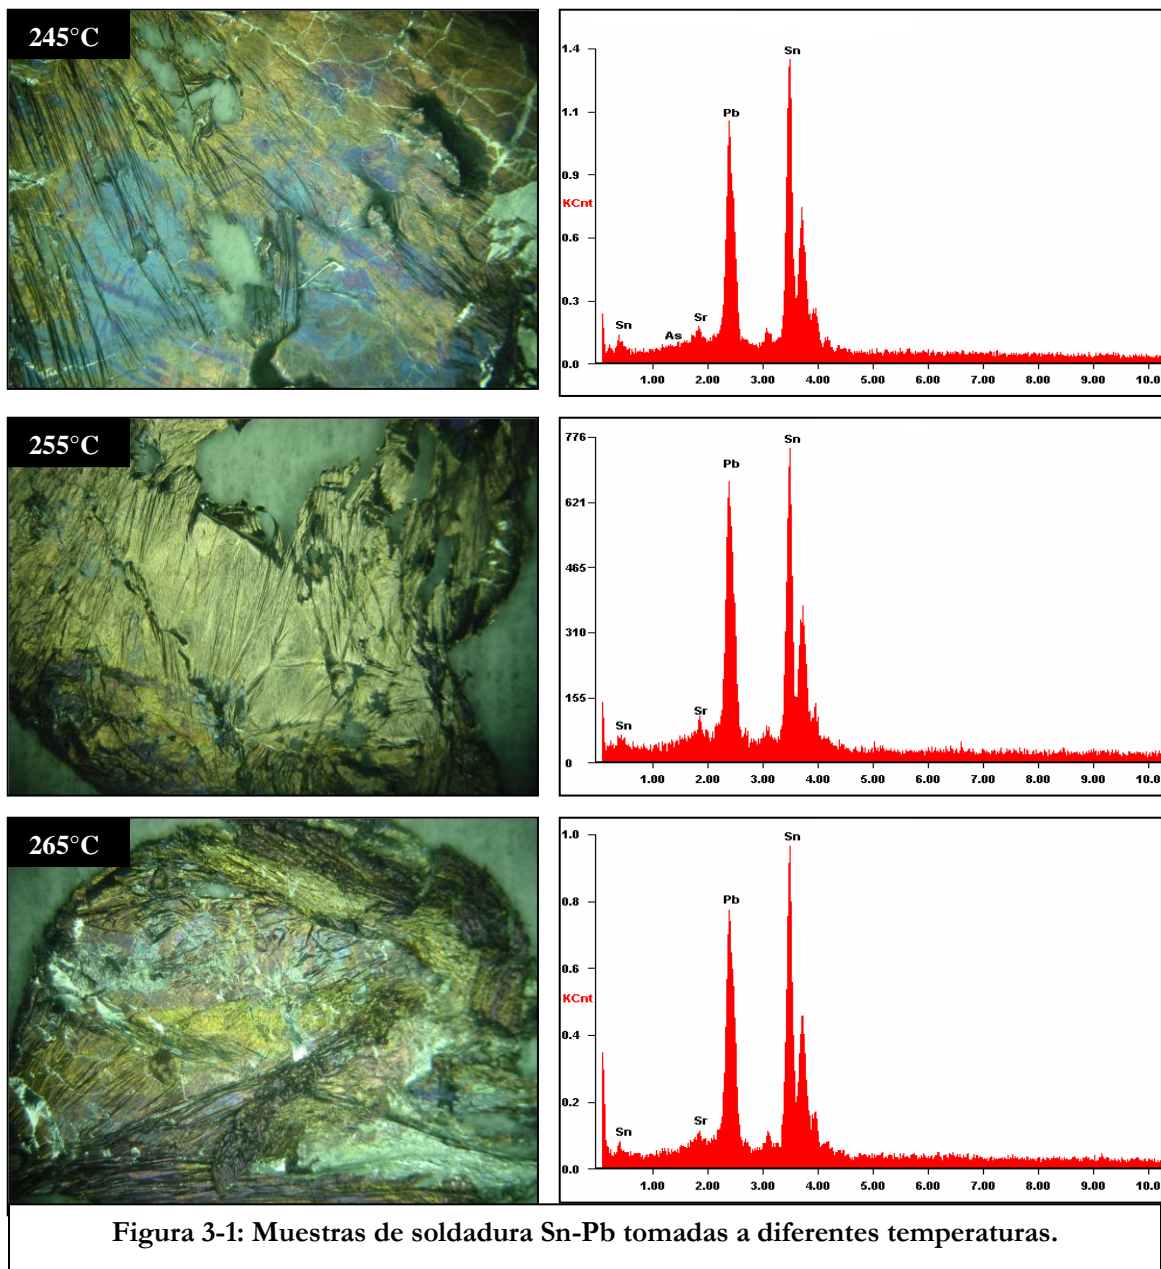 245°C
1.4
1.1
0.9
KCnt
0.6
0.3
0.0
Sn
As
Sr
Pb
Sn
1.00 2.00 3.00 4.00 5.00 6.00 7.00 8.00 9.00 10.0
255°C
776
621
465
310
155
0
Sn
Sr
Pb
Sn
1.00 2.00 3.00 4.00 5.00 6.00 7.00 8.00 9.00 10.0
265°C
1.0
0.8
0.6
KCnt
0.4
0.2
0.0
Sn
Sr
Pb
Sn
1.00 2.00 3.00 4.00 5.00 6.00 7.00 8.00 9.00 10.0
Figura 3-1: Muestras de soldadura Sn-Pb tomadas a diferentes temperaturas.